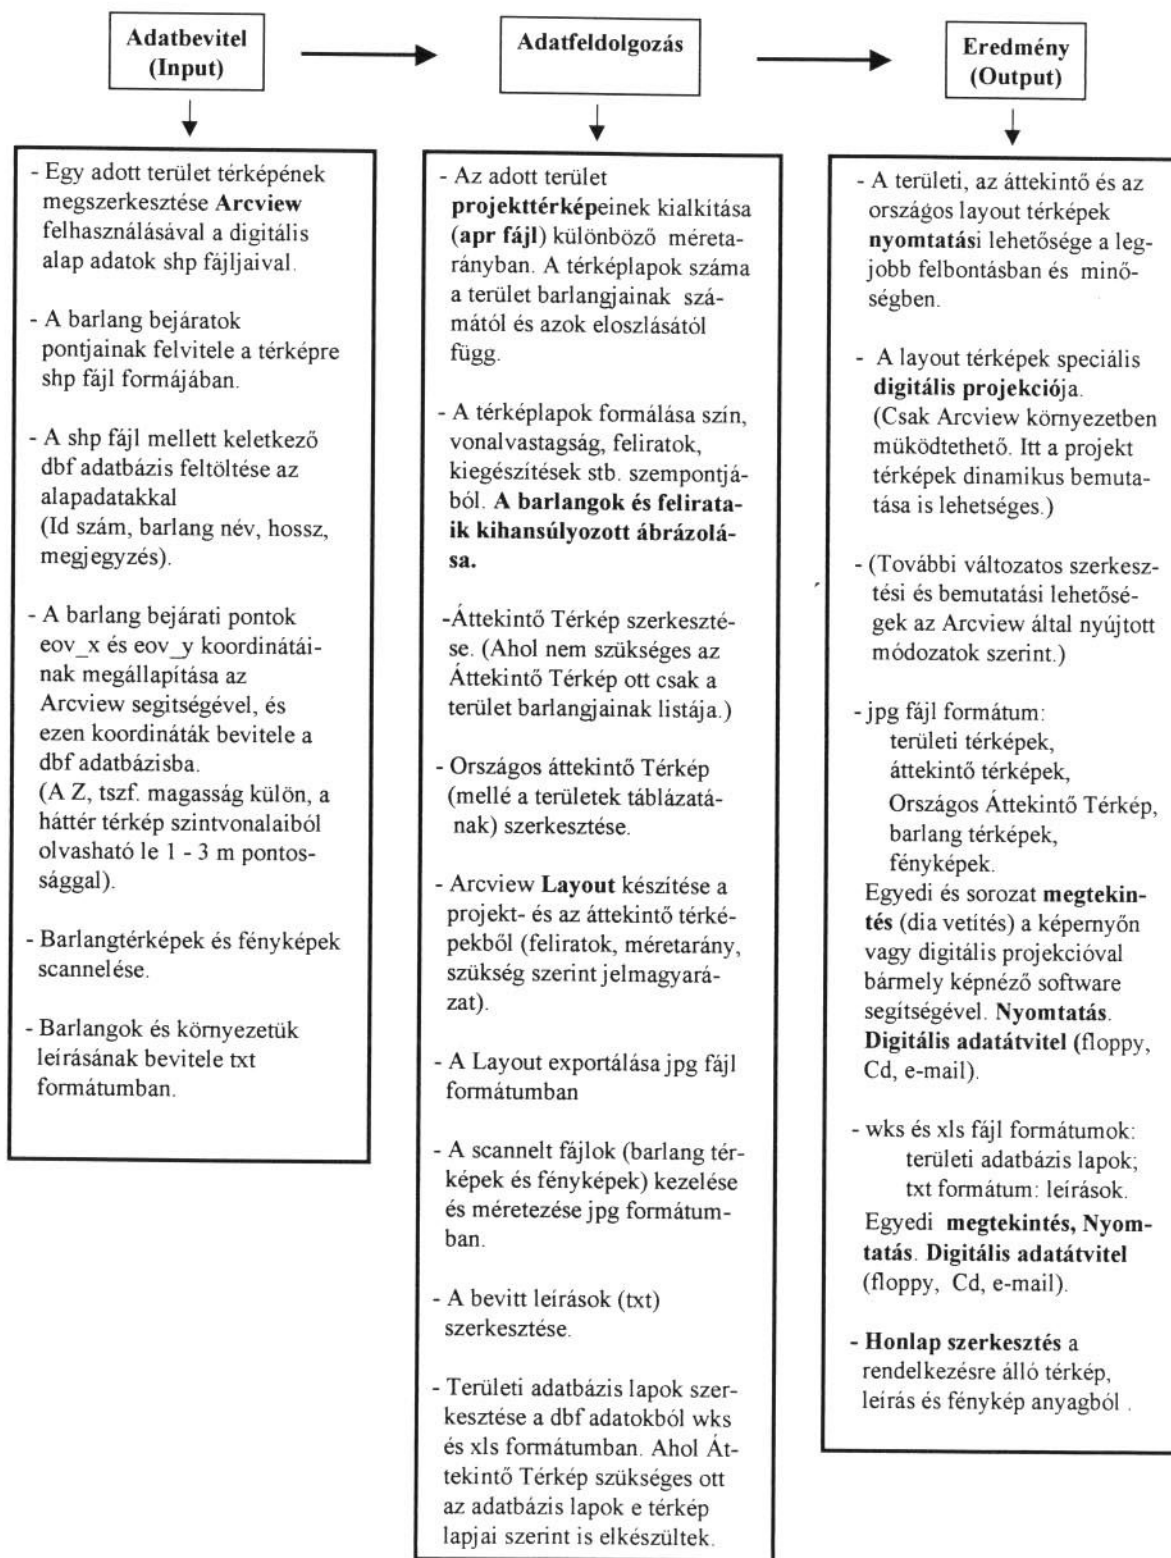 Adatbevitel
(Input)
Adatfeldolgozás
Eredmény
(Output)
- Egy adott terület térképének
megszerkesztése Arcview
felhasználásával a digitális
alap adatok shp fájljaival.
- A barlang bejáratok
pontjainak felvitele a térképre
shp fájl formájában.
- A shp fájl mellett keletkező
dbf adatbázis feltöltése az
alapadatakkal
(Id szám, barlang név, hossz,
megjegyzés).
- A barlang bejárati pontok
eov_x és eov_y koordinátái-
nak megállapítása az
Arcview segitségével, és
ezen koordináták bevitele a
dbf adatbázisba.
(A Z, tszf. magasság külön, a
háttér térkép szintvonalaiból
olvasható le 1 - 3 m pontos-
sággal).
- Barlangtérképek és fényképek
scannelése.
- Barlangok és környezetük
leírásának bevitele txt
formátumban.
- Az adott terület
projekttérképeinek kialkítása
(apr fájl) különböző méreta-
rányban. A térképlapok száma
a terület barlangjainak szá-
mától és azok eloszlásától
függ.
- A térképlapok formálása szín,
vonalvastagság, feliratok,
kiegészítések stb. szempontjá-
ból. A barlangok és felirata-
ik kihansúlyozott ábrázolá-
sa.
-Áttekintő Térkép szerkeszté-
se. (Ahol nem szükséges az
Áttekintő Térkép ott csak a
terület barlangjainak listája.)
- Országos áttekintő Térkép
(mellé a területek táblázatá-
nak) szerkesztése.
- Arcview Layout készítése a
projekt- és az áttekintő térké-
pekből (feliratok, méretarány,
szükség szerint jelmagyará-
zat).
- A Layout exportálása jpg fájl
formátumban
- A scannelt fájlok (barlang tér-
képek és fényképek) kezelése
és méretezése jpg formátum-
ban.
- A bevitt leírások (txt)
szerkesztése.
- Területi adatbázis lapok szer-
kesztése a dbf adatokból wks
és xls formátumban. Ahol Át-
tekintő Térkép szükséges ott
az adatbázis lapok e térkép
lapjai szerint is elkészültek.
- A területi, az áttekintő és az
országos layout térképek
nyomtatási lehetősége a leg-
jobb felbontásban és minő-
ségben.
- A layout térképek speciális
digitális projekciója.
(Csak Arcview környezetben
müködtethető. Itt a projekt
térképek dinamikus bemuta-
tása is lehetséges.)
- (További változatos szerkesz-
tési és bemutatási lehetősé-
gek az Arcview által nyújtott
módozatok szerint.)
- jpg fájl formátum:
területi térképek,
áttekintő térképek,
Országos Áttekintő Térkép,
barlang térképek,
fényképek.
Egyedi és sorozat megtekin-
tés (dia vetítés) a képernyőn
vagy digitális projekcióval
bármely képnéző software
segítségével. Nyomtatás.
Digitális adatátvitel (floppy,
Cd, e-mail).
- wks és xls fájl formátumok:
területi adatbázis lapok;
txt formátum: leírások.
Egyedi megtekintés, Nyom-
tatás. Digitális adatátvitel
(floppy, Cd, e-mail).
- Honlap szerkesztés a
rendelkezésre álló térkép,
leírás és fénykép anyagból .